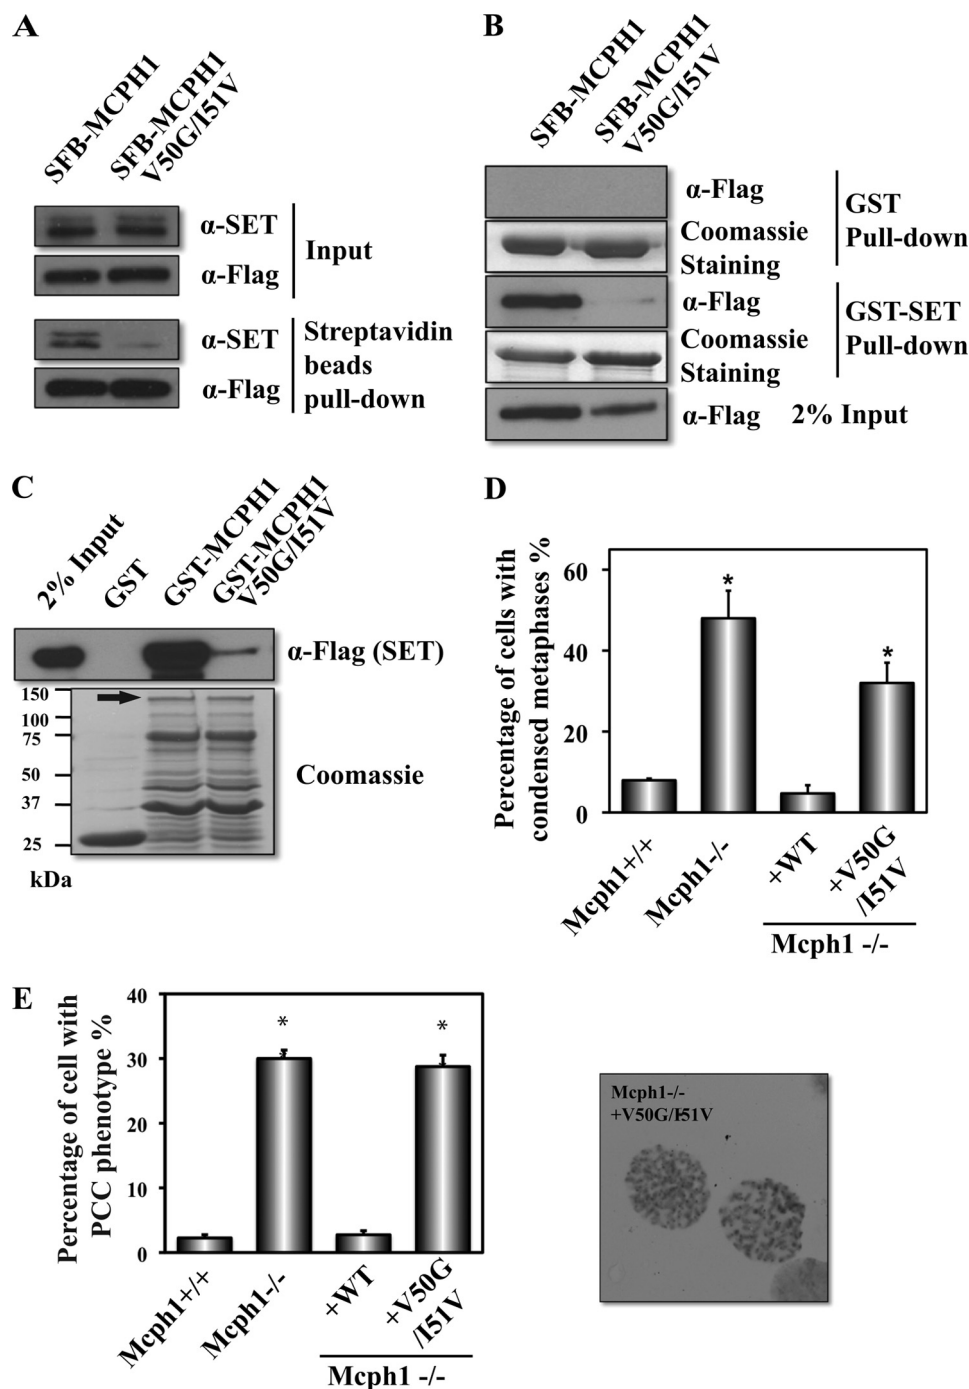 A
SFB-MCPH1
SFB-MCPH1
V50G/I51V
α-SET
α-Flag
Input
α-SET
α-Flag
Streptavidin
beads
pull-down
B
SFB-MCPH1
SFB-MCPH1
V50G/I51V
α-Flag
Coomassie
Staining
GST
Pull-down
α-Flag
Coomassie
Staining
GST-SET
Pull-down
α-Flag 2% Input
C
2% Input
GST
GST-MCPH1
GST-MCPH1
V50G/I51V
α-Flag (SET)
150
100
75
50
37
25
kDa
Coomassie
D
Percentage of cells with
condensed metaphases %
60
40
20
0
*
*
Mcph1+/+
Mcph1-/-
+WT
+V50G
/I51V
Mcph1 -/-
E
Percentage of cell with
PCC phenotype %
40
30
20
10
0
*
*
Mcph1+/+
Mcph1-/-
+WT
+V50G
/I51V
Mcph1 -/-
Mcph1-/-
+V50G/I51V